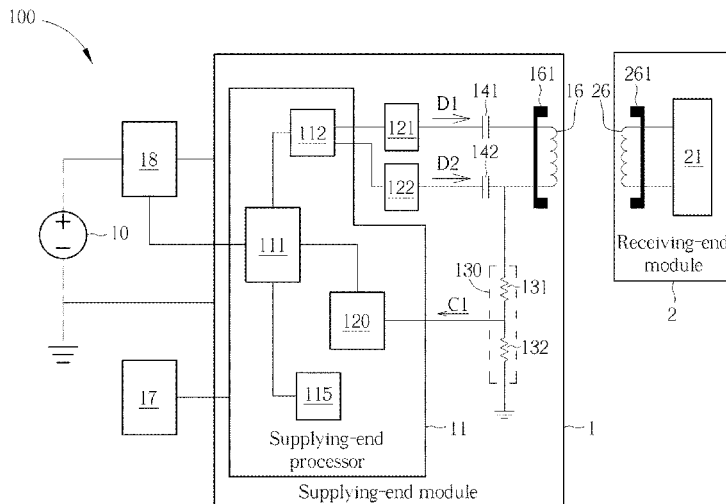 100
18
10
17
112
121
122
D1
D2
141
142
161
16
26
261
21
Receiving-end
module
2
111
120
115
130
131
132
C1
Supplying-end
processor
11
1
Supplying-end module